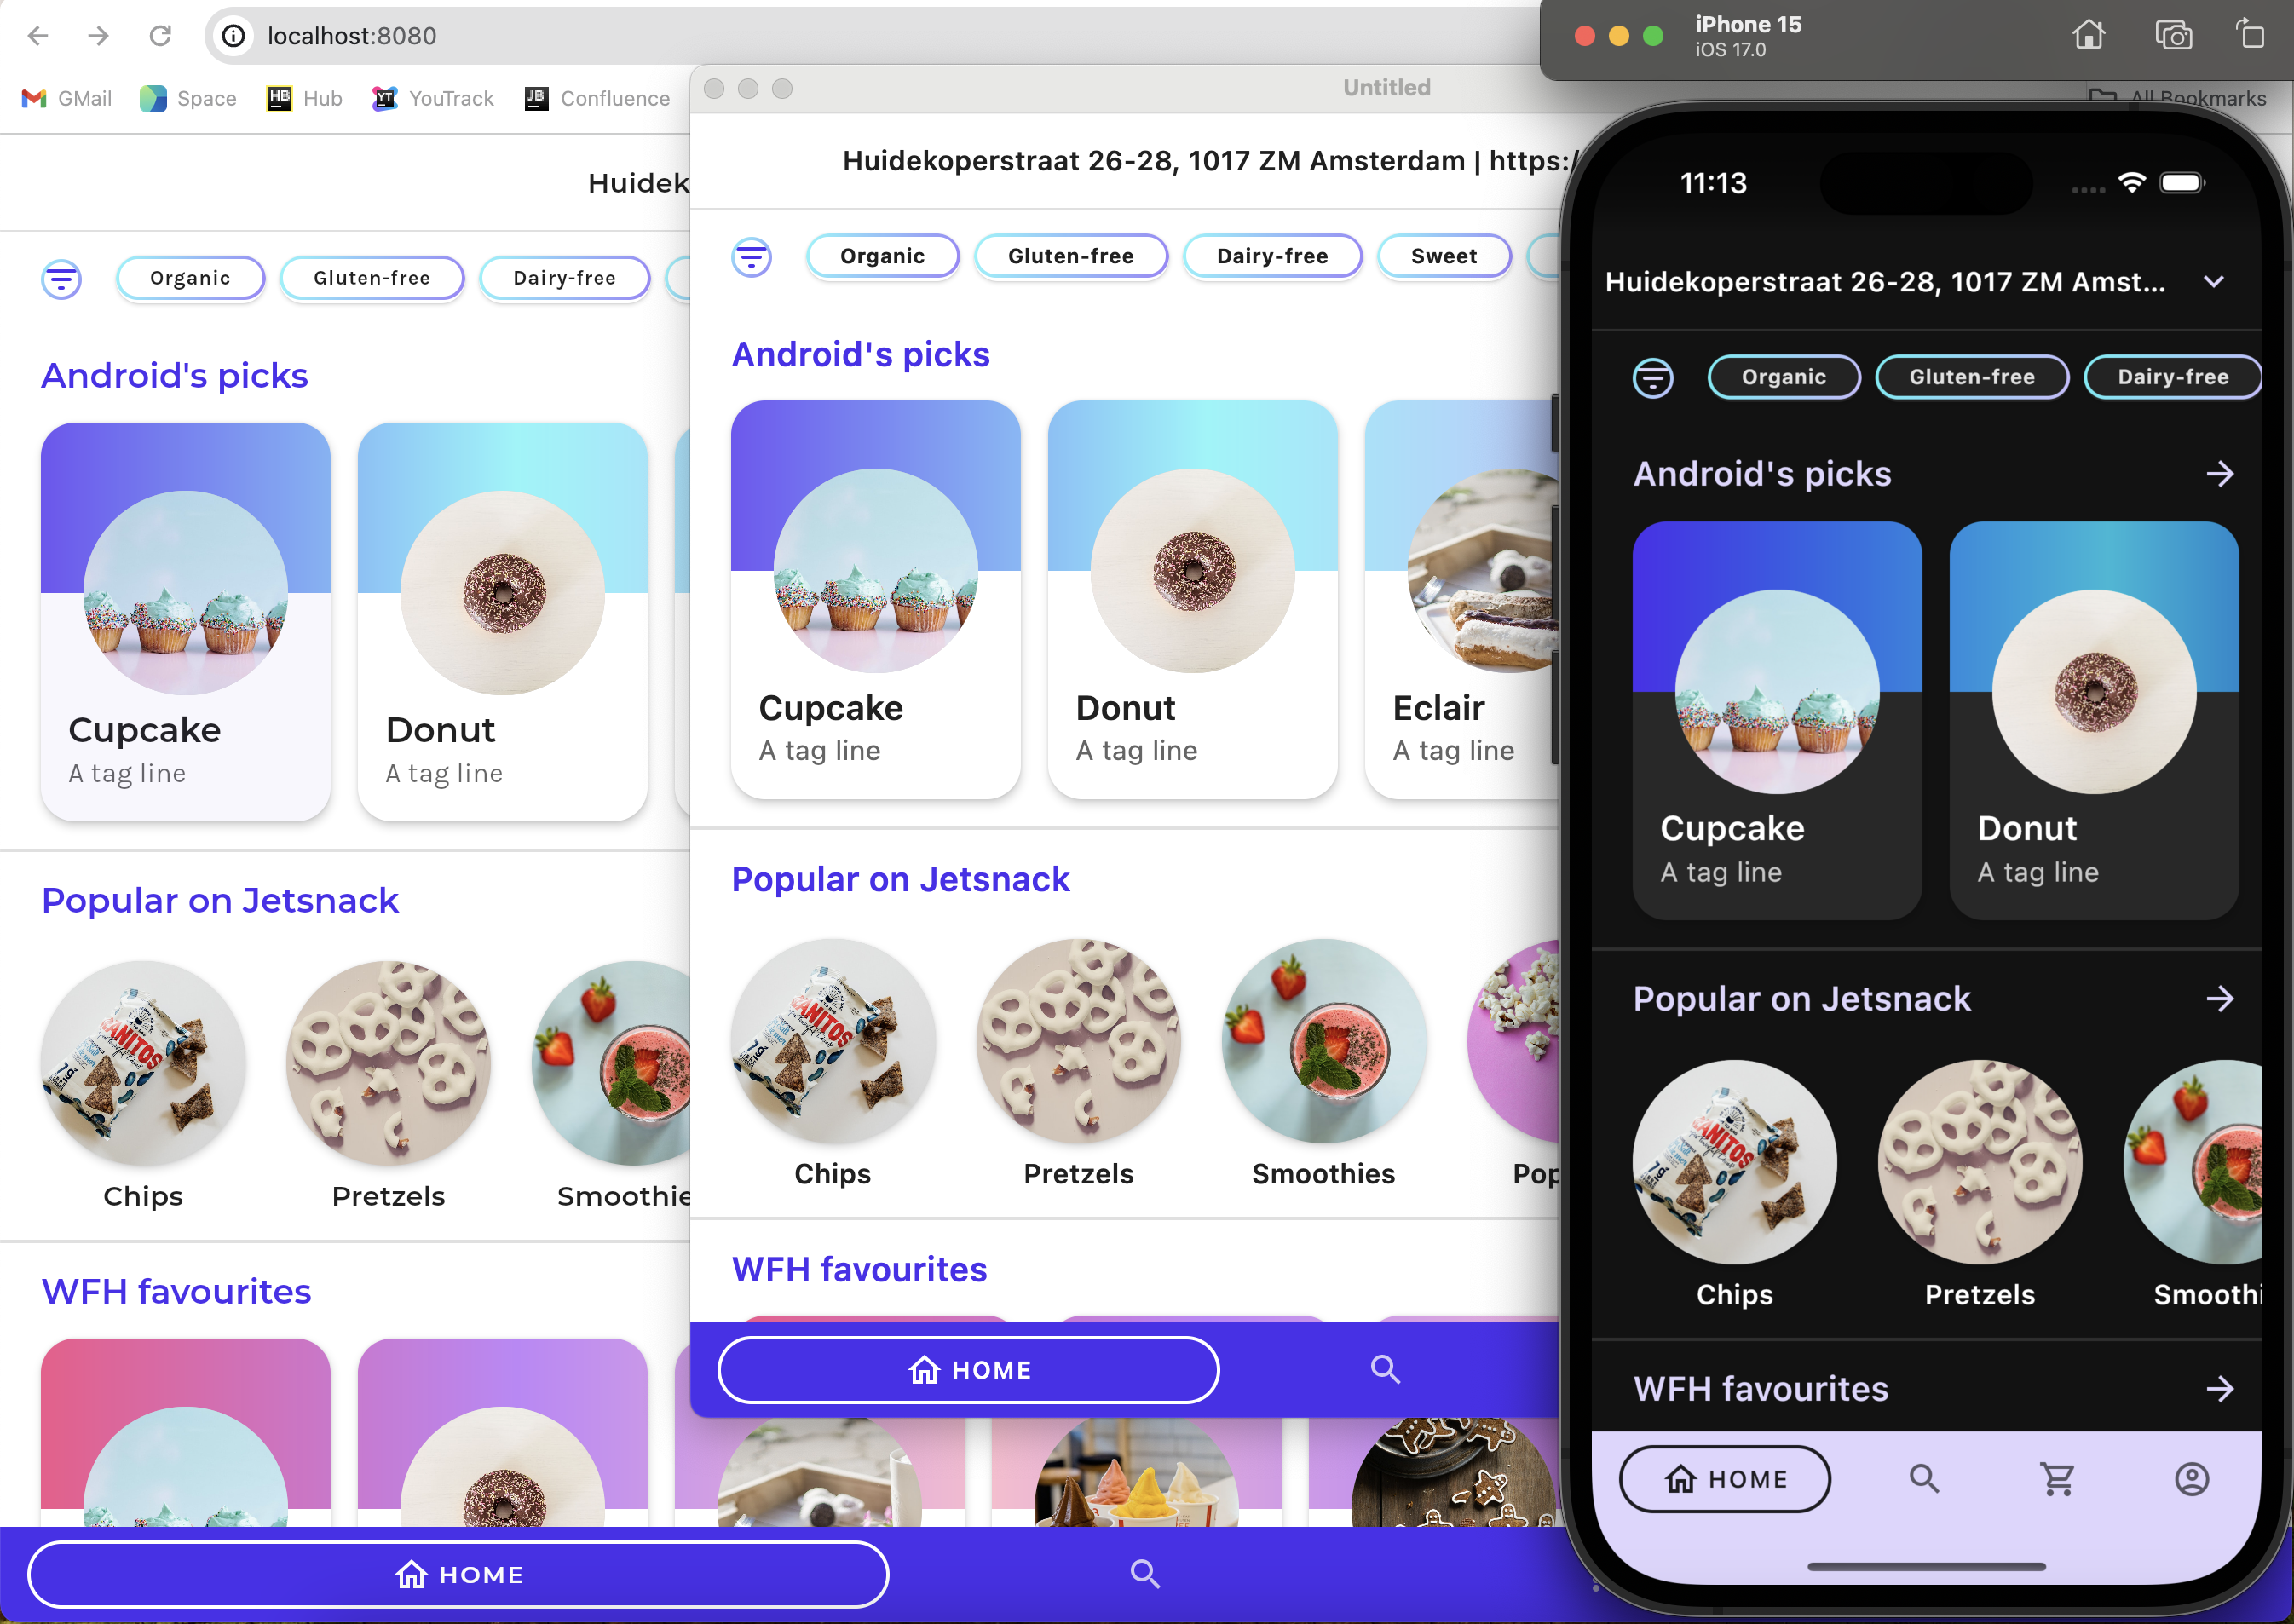 localhost:8080
GMail
Space
Hub
YouTrack
Confluence
All Bookmarks
Huidek
Organic
Gluten-free
Dairy-free
Android's picks
Cupcake
A tag line
Donut
A tag line
Popular on Jetsnack
Chips
Pretzels
Smoothie
WFH favourites
HOME
Untitled
Huidekoperstraat 26-28, 1017 ZM Amsterdam | https:/
Organic
Gluten-free
Dairy-free
Sweet
Android's picks
Cupcake
A tag line
Donut
A tag line
Eclair
A tag line
Popular on Jetsnack
Chips
Pretzels
Smoothies
Pop
WFH favourites
HOME
iPhone 15
iOS 17.0
11:13
Huidekoperstraat 26-28, 1017 ZM Amst...
Organic
Gluten-free
Dairy-free
Android's picks
Cupcake
A tag line
Donut
A tag line
Popular on Jetsnack
Chips
Pretzels
Smoothi
WFH favourites
HOME